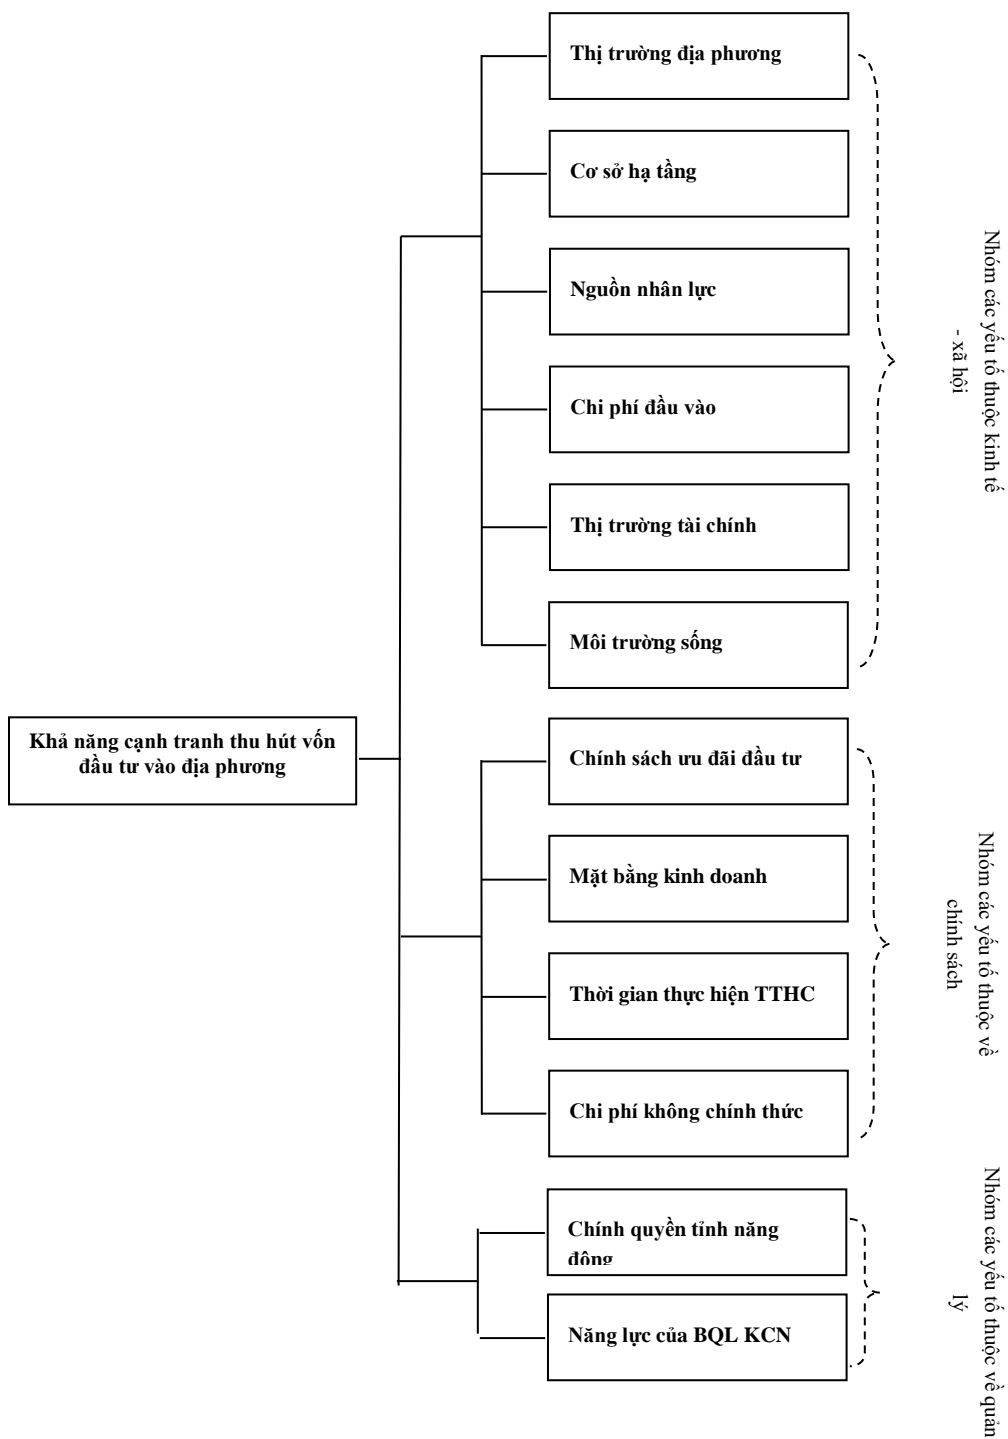 Thị trường địa phương
Cơ sở hạ tầng
Nguồn nhân lực
Chi phí đầu vào
Thị trường tài chính
Môi trường sống
Nhóm các yếu tố thuộc kinh tế
- xã hội
Khả năng cạnh tranh thu hút vốn
đầu tư vào địa phương
Chính sách ưu đãi đầu tư
Mặt bằng kinh doanh
Thời gian thực hiện TTHC
Chi phí không chính thức
Nhóm các yếu tố thuộc về
chính sách
Chính quyền tỉnh năng
động
Năng lực của BQL KCN
Nhóm các yếu tố thuộc về quản
lý